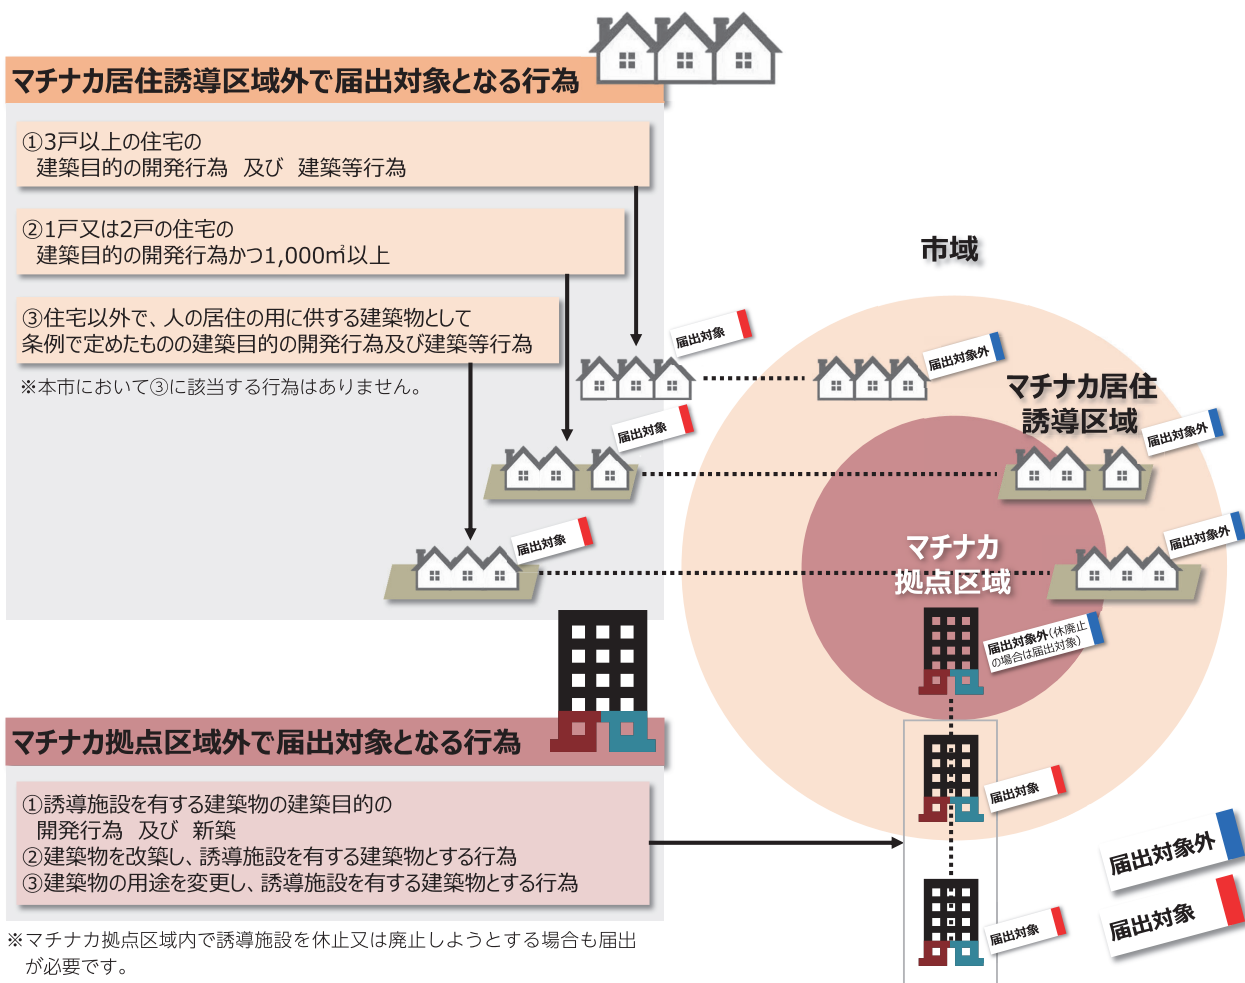 マチナカ居住誘導区域外で届出対象となる行為
①3戸以上の住宅の
建築目的の開発行為　及び　建築等行為
②1戸又は2戸の住宅の
建築目的の開発行為かつ1,000㎡以上
③住宅以外で、人の居住の用に供する建築物として
条例で定めたものの建築目的の開発行為及び建築等行為
※本市において③に該当する行為はありません。
市域
届出対象
届出対象外
マチナカ居住
誘導区域
届出対象
届出対象外
届出対象
届出対象外
マチナカ
拠点区域
届出対象外(休廃止
の場合は届出対象)
マチナカ拠点区域外で届出対象となる行為
①誘導施設を有する建築物の建築目的の
開発行為　及び　新築
②建築物を改築し、誘導施設を有する建築物とする行為
③建築物の用途を変更し、誘導施設を有する建築物とする行為
※マチナカ拠点区域内で誘導施設を休止又は廃止しようとする場合も届出
が必要です。
届出対象
届出対象
届出対象外
届出対象